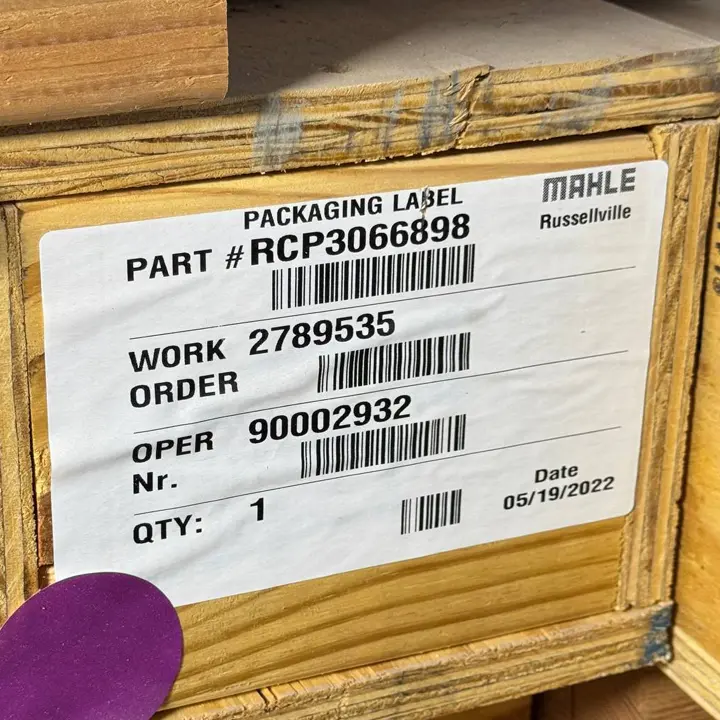 PACKAGING LABEL
MAHLE
Russellville
PART #RCP3066898
WORK ORDER 2789535
OPER Nr. 90002932
QTY: 1
Date
05/19/2022